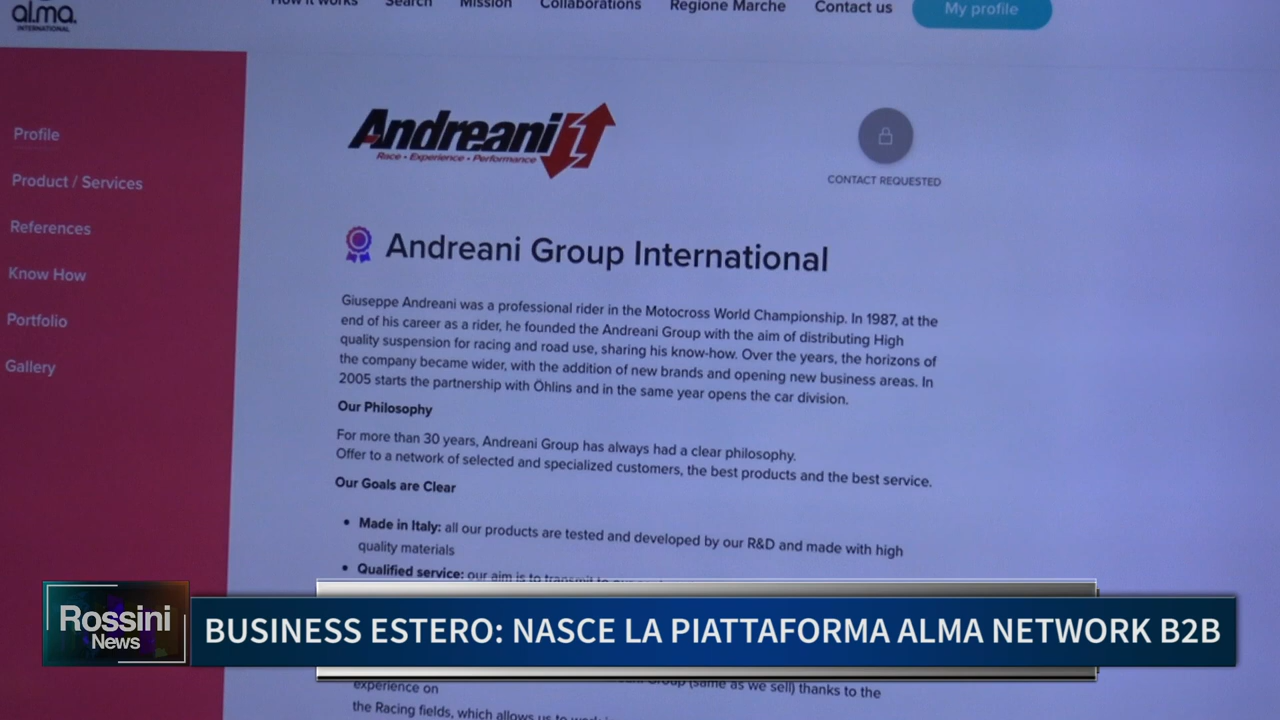 al.ma.
INTERNATIONAL
How it works Search Mission Collaborations Regione Marche Contact us My profile
Profile
Product / Services
References
Know How
Portfolio
Gallery
Andreani
Race • Experience • Performance
CONTACT REQUESTED
Andreani Group International
Giuseppe Andreani was a professional rider in the Motocross World Championship. In 1987, at the
end of his career as a rider, he founded the Andreani Group with the aim of distributing High
quality suspension for racing and road use, sharing his know-how. Over the years, the horizons of
the company became wider, with the addition of new brands and opening new business areas. In
2005 starts the partnership with Öhlins and in the same year opens the car division.
Our Philosophy
For more than 30 years, Andreani Group has always had a clear philosophy.
Offer to a network of selected and specialized customers, the best products and the best service.
Our Goals are Clear
• Made in Italy: all our products are tested and developed by our R&D and made with high
quality materials
• Qualified service: our aim is to transmit to
Rossini
News
BUSINESS ESTERO: NASCE LA PIATTAFORMA ALMA NETWORK B2B
Group (same as we sell) thanks to the
experience on
the Racing fields, which allows us to